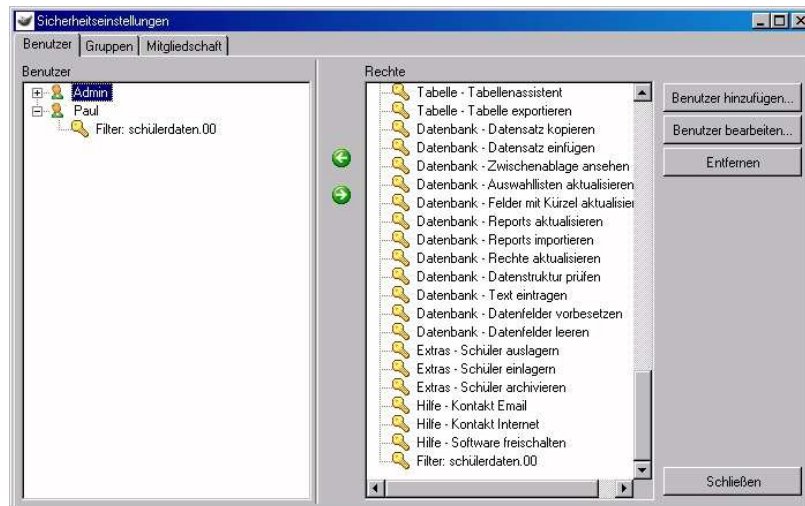 Sicherheitseinstellungen
Benutzer Gruppen Mitgliedschaft
Benutzer
Admin
Paul
Filter: schülerdaten.00
Rechte
Tabelle - Tabellenassistent
Tabelle - Tabelle exportieren
Datenbank - Datensatz kopieren
Datenbank - Datensatz einfügen
Datenbank - Zwischenablage ansehen
Datenbank - Auswahllisten aktualisieren
Datenbank - Felder mit Kürzel aktualisier
Datenbank - Reports aktualisieren
Datenbank - Reports importieren
Datenbank - Rechte aktualisieren
Datenbank - Datenstruktur prüfen
Datenbank - Text eintragen
Datenbank - Datenfelder vorbesetzen
Datenbank - Datenfelder leeren
Extras - Schüler auslagern
Extras - Schüler einlagern
Extras - Schüler archivieren
Hilfe - Kontakt Email
Hilfe - Kontakt Internet
Hilfe - Software freischalten
Filter: schülerdaten.00
Benutzer hinzufügen...
Benutzer bearbeiten...
Entfernen
Schließen